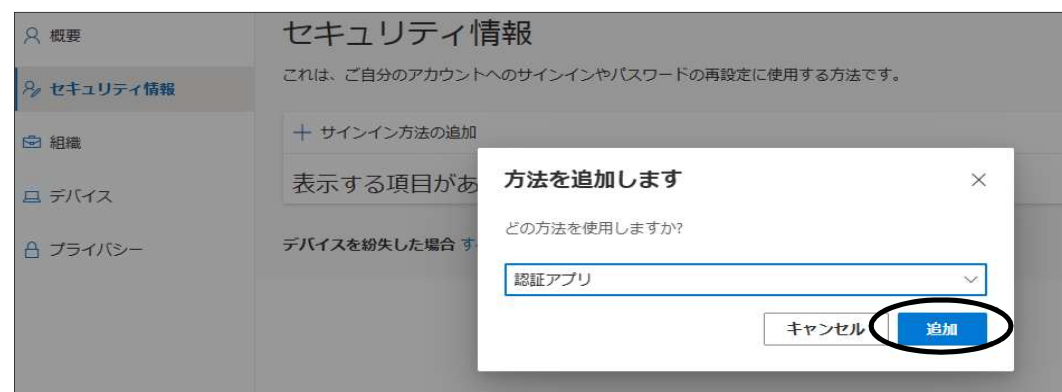 概要
セキュリティ情報
組織
デバイス
プライバシー
セキュリティ情報
これは、ご自分のアカウントへのサインインやパスワードの再設定に使用する方法です。
+ サインイン方法の追加
表示する項目があ
デバイスを紛失した場合 す
方法を追加します
どの方法を使用しますか?
認証アプリ
キャンセル
追加